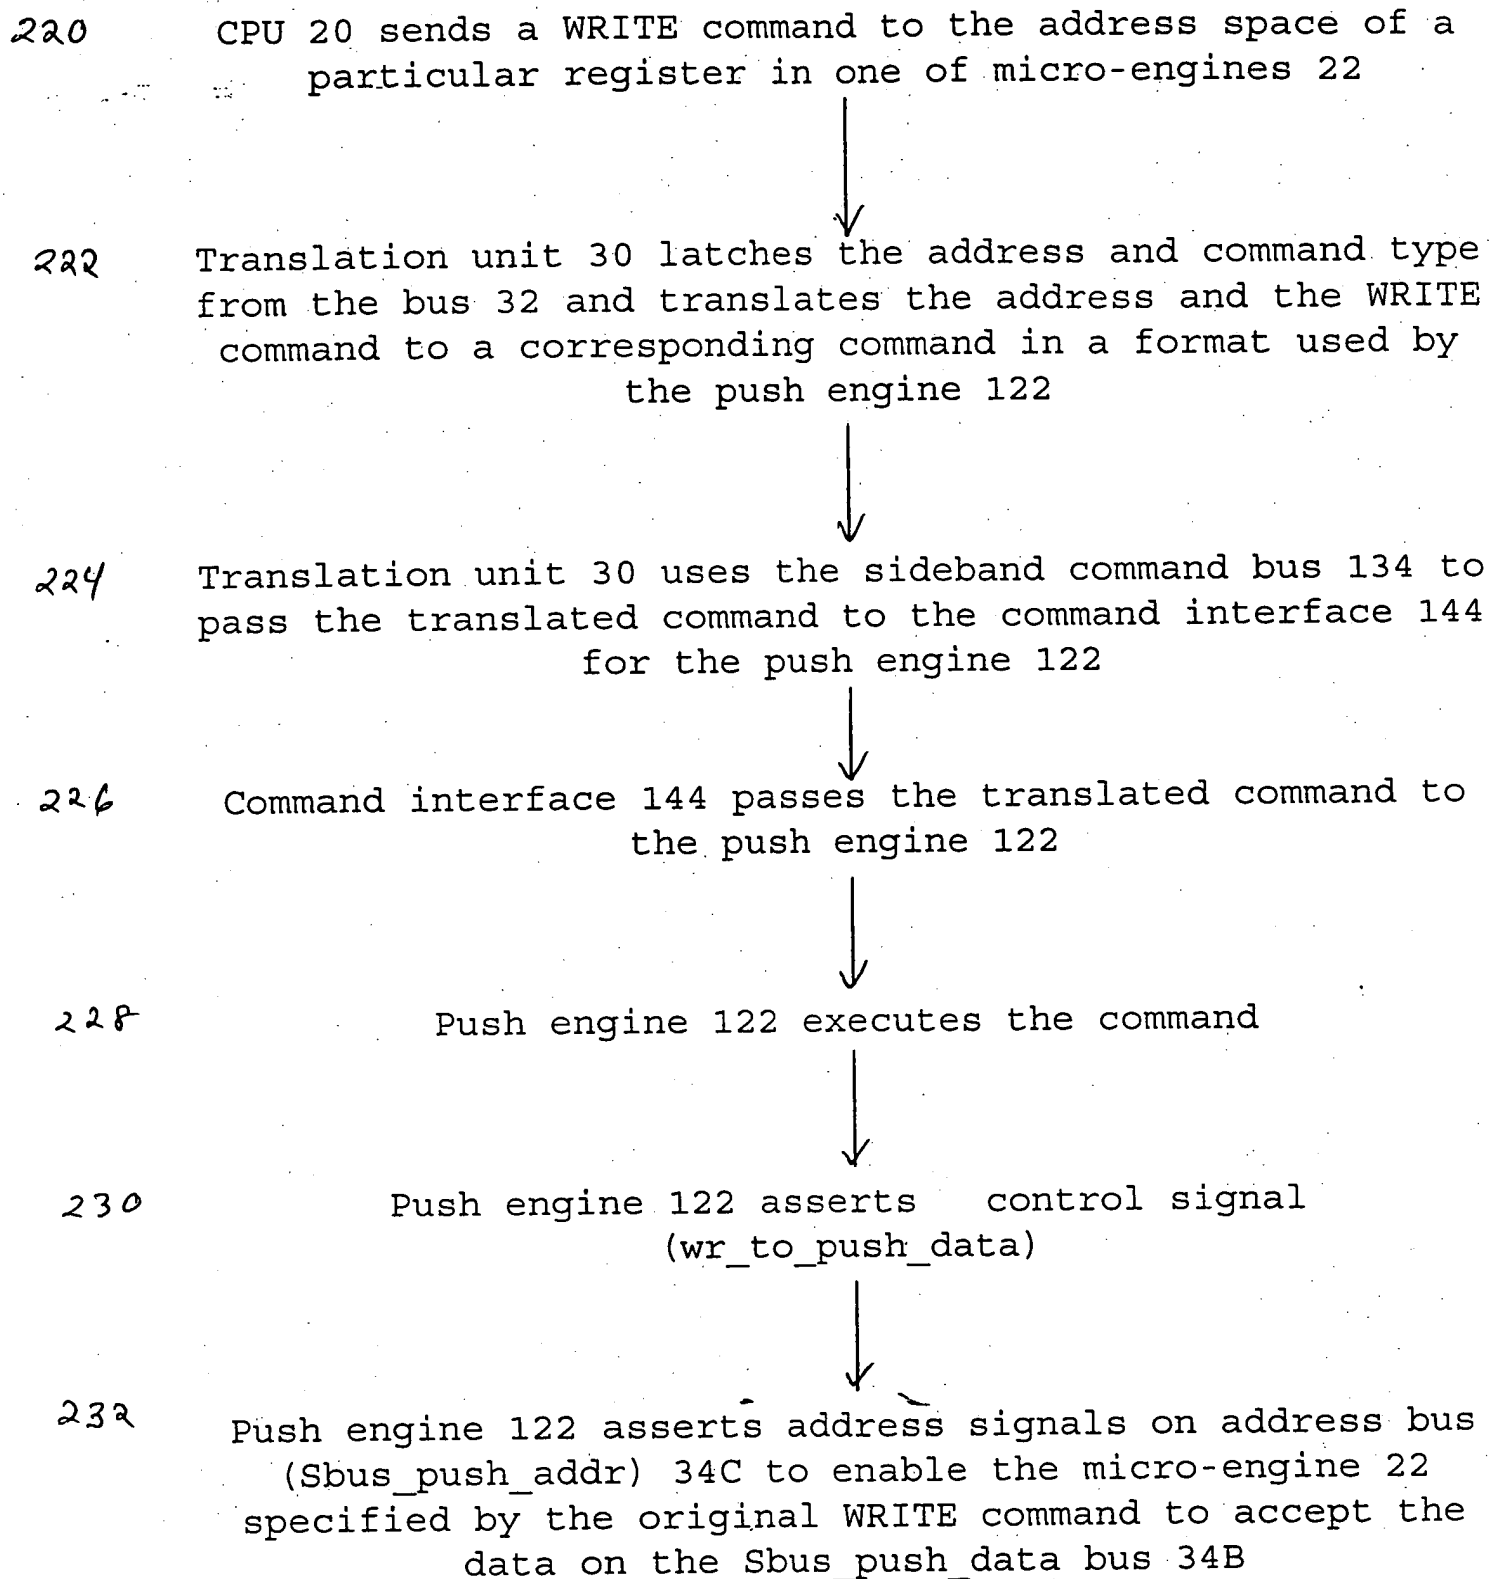 220 CPU 20 sends a WRITE command to the address space of a
particular register in one of micro-engines 22
222 Translation unit 30 latches the address and command type
from the bus 32 and translates the address and the WRITE
command to a corresponding command in a format used by
the push engine 122
224 Translation unit 30 uses the sideband command bus 134 to
pass the translated command to the command interface 144
for the push engine 122
226 Command interface 144 passes the translated command to
the push engine 122
228 Push engine 122 executes the command
230 Push engine 122 asserts control signal
(wr_to_push_data)
232 Push engine 122 asserts address signals on address bus
(Sbus_push_addr) 34C to enable the micro-engine 22
specified by the original WRITE command to accept the
data on the Sbus_push_data bus 34B